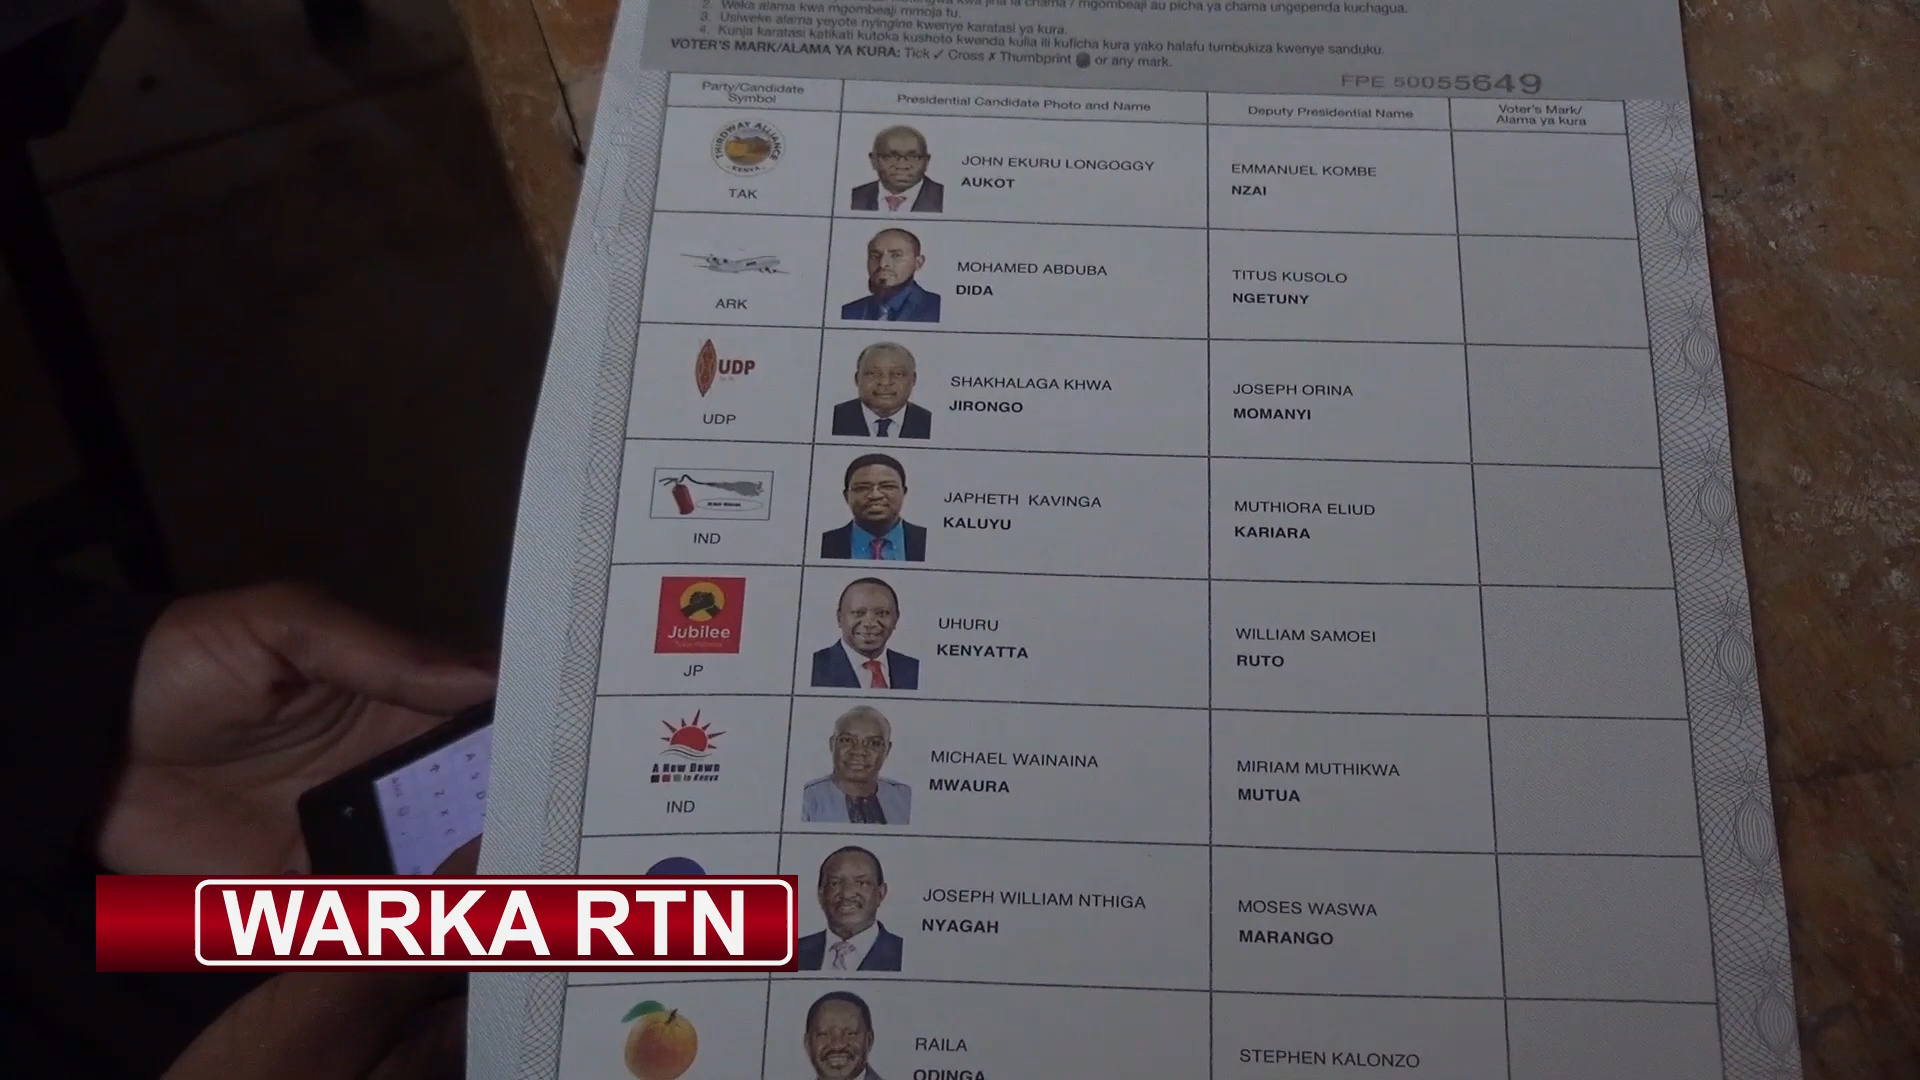 2. Weka alama kwa mgombeaji mmoja tu.
3. Usiweke alama yeyote nyingine kwenye karatasi ya kura.
4. Kunja karatasi katikati kutoka kushoto kwenda kulia ili kuficha kura yako halafu tumbukiza kwenye sanduku.
VOTER'S MARK/ALAMA YA KURA: Tick ✓ Cross ✗ Thumbprint or any mark.
FPE 50055649
Party/Candidate Symbol
Presidential Candidate Photo and Name
Deputy Presidential Name
Voter's Mark/
Alama ya kura
THIRDWAY ALLIANCE
KENYA
TAK
JOHN EKURU LONGOGGY
AUKOT
EMMANUEL KOMBE
NZAI
ARK
MOHAMED ABDUBA
DIDA
TITUS KUSOLO
NGETUNY
UDP
UDP
SHAKHALAGA KHWA
JIRONGO
JOSEPH ORINA
MOMANYI
IND
JAPHETH KAVINGA
KALUYU
MUTHIORA ELIUD
KARIARA
Jubilee
JP
UHURU
KENYATTA
WILLIAM SAMOEI
RUTO
A New Dawn
in Kenya
IND
MICHAEL WAINAINA
MWAURA
MIRIAM MUTHIKWA
MUTUA
JOSEPH WILLIAM NTHIGA
NYAGAH
MOSES WASWA
MARANGO
RAILA
ODINGA
STEPHEN KALONZO
WARKA RTN